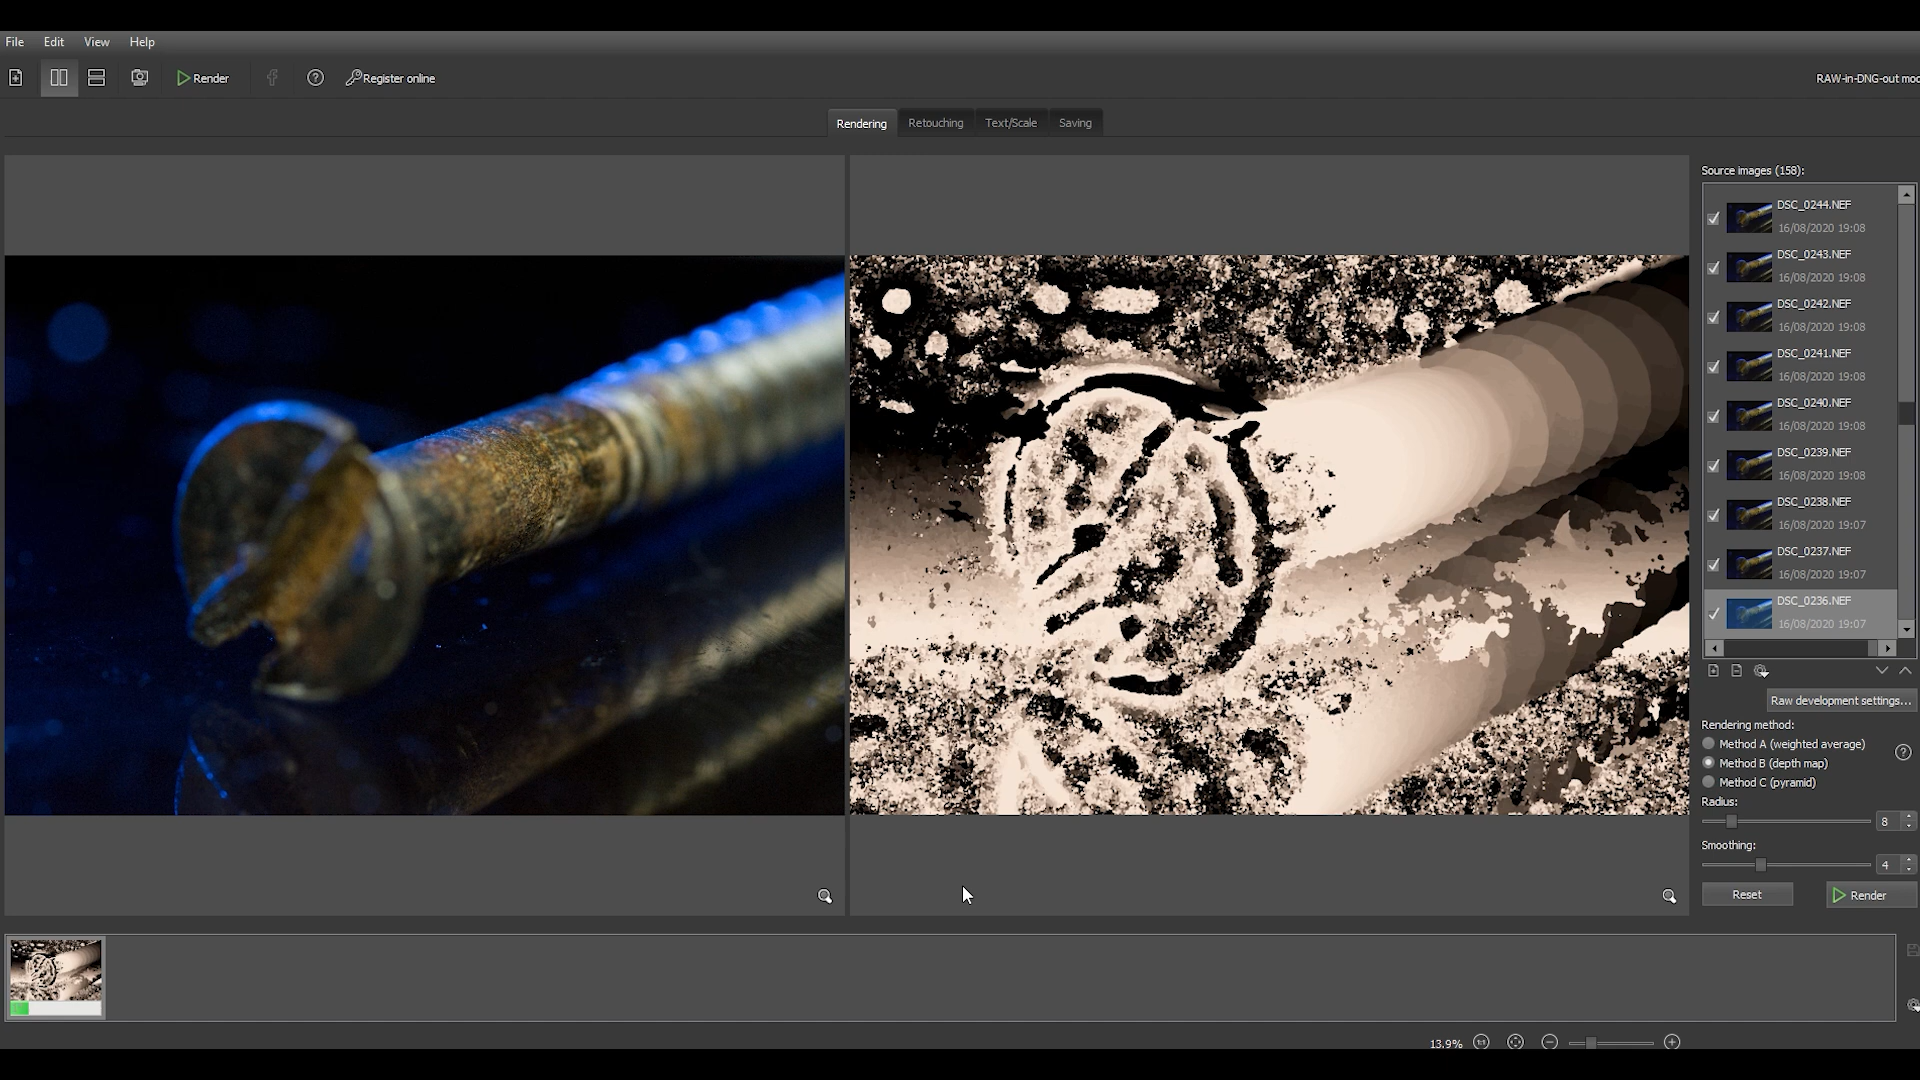 File Edit View Help
Render Register online RAW-in-DNG-out mod
Rendering Retouching Text/Scale Saving
Source images (158):
DSC_0244.NEF
16/08/2020 19:08
DSC_0243.NEF
16/08/2020 19:08
DSC_0242.NEF
16/08/2020 19:08
DSC_0241.NEF
16/08/2020 19:08
DSC_0240.NEF
16/08/2020 19:08
DSC_0239.NEF
16/08/2020 19:08
DSC_0238.NEF
16/08/2020 19:07
DSC_0237.NEF
16/08/2020 19:07
DSC_0236.NEF
16/08/2020 19:07
Raw development settings...
Rendering method:
Method A (weighted average)
Method B (depth map)
Method C (pyramid)
Radius:
8
Smoothing:
4
Reset Render
13.9% 1:1